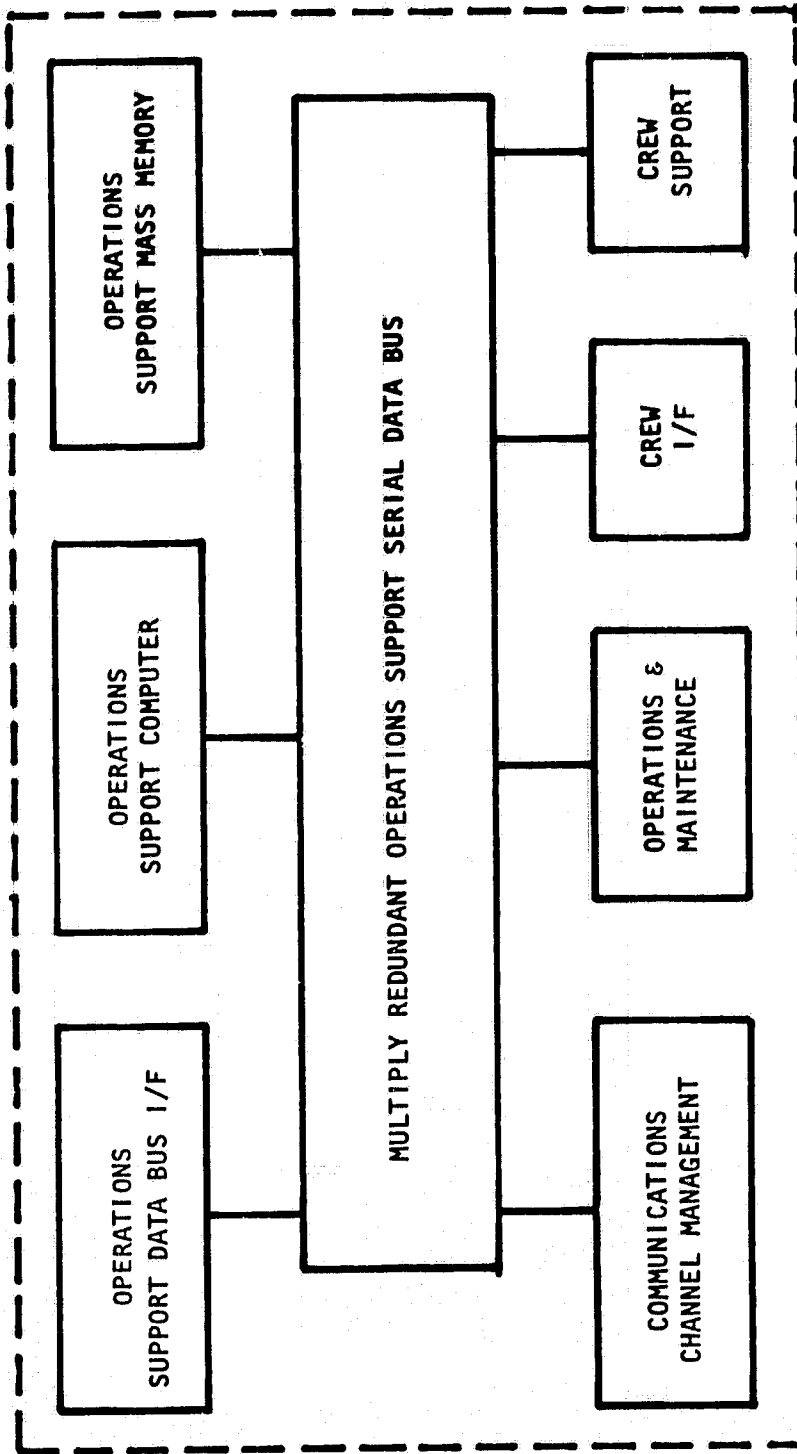 OPERATIONS
SUPPORT DATA BUS I/F
OPERATIONS
SUPPORT COMPUTER
OPERATIONS
SUPPORT MASS MEMORY
MULTIPLY REDUNDANT OPERATIONS SUPPORT SERIAL DATA BUS
COMMUNICATIONS
CHANNEL MANAGEMENT
OPERATIONS &
MAINTENANCE
CREW
I/F
CREW
SUPPORT